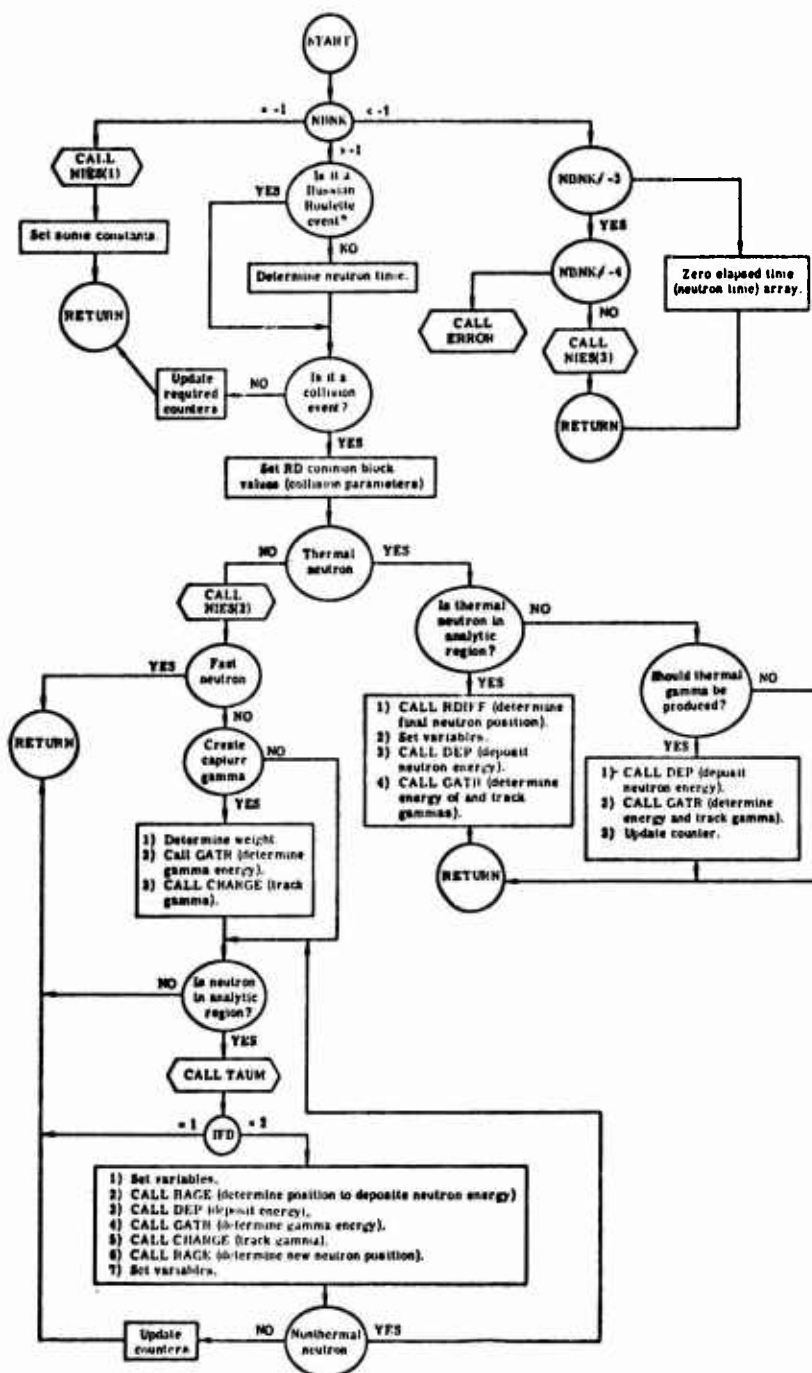 START
= -1
NBNK
< -1
> -1
CALL
NIES(1)
Is it a
Russian
Roulette
event?
YES
NBNK/ -3
YES
Set some constants.
NO
Determine neutron time.
NBNK/ -4
Zero elapsed time
(neutron time) array.
RETURN
CALL
ERROR
NO
CALL
NIES(3)
Update
required
counters
NO
Is it a
collision
event?
RETURN
YES
Set RD common block
values (collision parameters)
NO
Thermal
neutron
YES
CALL
Is thermal
neutron in
analytic
region?
NO
YES
Fast
neutron
Should thermal
gamma be
produced?
NO
YES
NO
RETURN
1) CALL RDIFF (determine
final neutron position).
2) Set variables.
3) CALL DEP (deposit
neutron energy).
4) CALL GATR (determine
energy of and track
gammas).
Create
capture
gamma
NO
YES
YES
1) CALL DEP (deposit
neutron energy).
2) CALL GATR (determine
energy and track gamma).
3) Update counter.
1) Determine weight
2) Call GATR (determine
gamma energy).
3) CALL CHANGE (track
gamma).
RETURN
NO
Is neutron
in analytic
region?
YES
CALL TAUM
= 1
IFD
= 2
1) Set variables.
2) CALL RAGE (determine position to deposite neutron energy)
3) CALL DEP (deposit energy).
4) CALL GATR (determine gamma energy).
5) CALL CHANGE (track gamma).
6) CALL RAGE (determine new neutron position).
7) Set variables.
Update
counters
NO
Nonthermal
neutron
YES